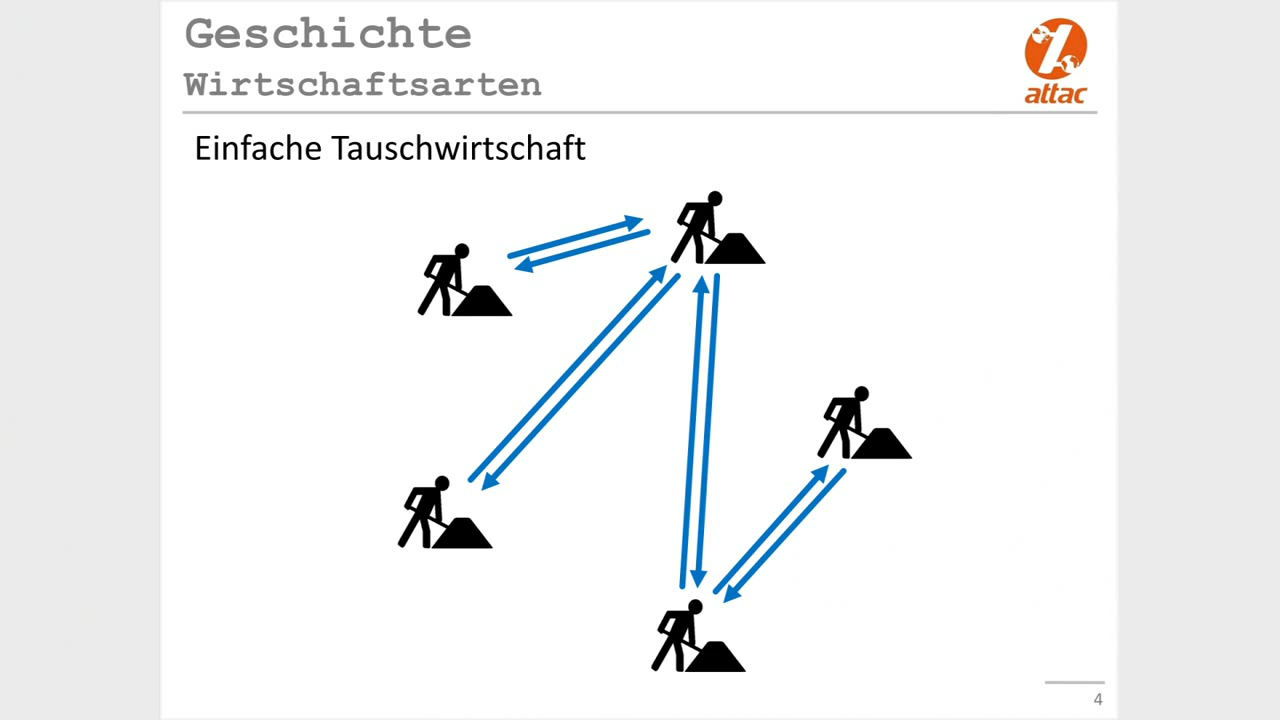 Geschichte
Wirtschaftsarten
attac
Einfache Tauschwirtschaft
4